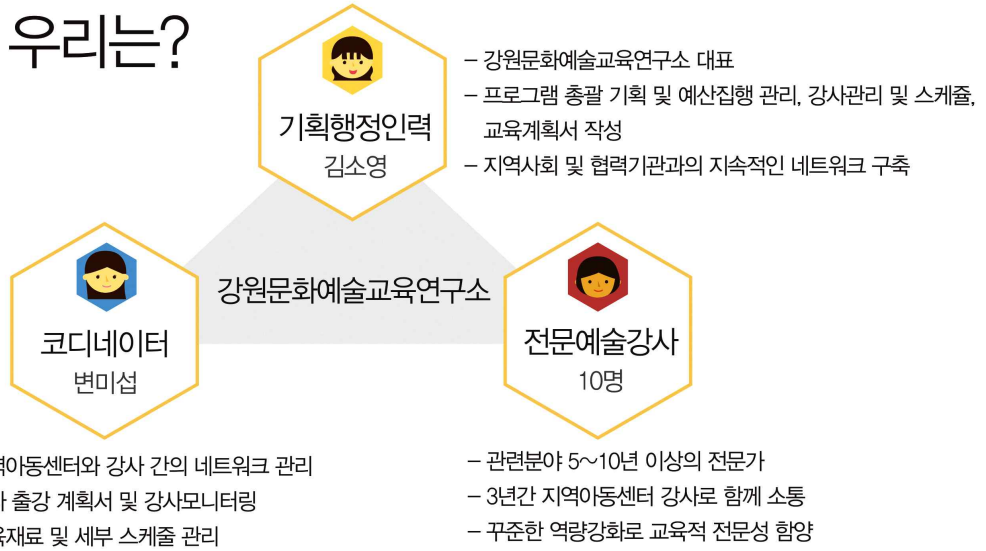 우리는?
기획행정인력
김소영
– 강원문화예술교육연구소 대표
– 프로그램 총괄 기획 및 예산집행 관리, 강사관리 및 스케쥴,
교육계획서 작성
– 지역사회 및 협력기관과의 지속적인 네트워크 구축
강원문화예술교육연구소
코디네이터
변미섭
전문예술강사
10명
역아동센터와 강사 간의 네트워크 관리
출강 계획서 및 강사모니터링
육재료 및 세부 스케줄 관리
– 관련분야 5~10년 이상의 전문가
– 3년간 지역아동센터 강사로 함께 소통
– 꾸준한 역량강화로 교육적 전문성 함양